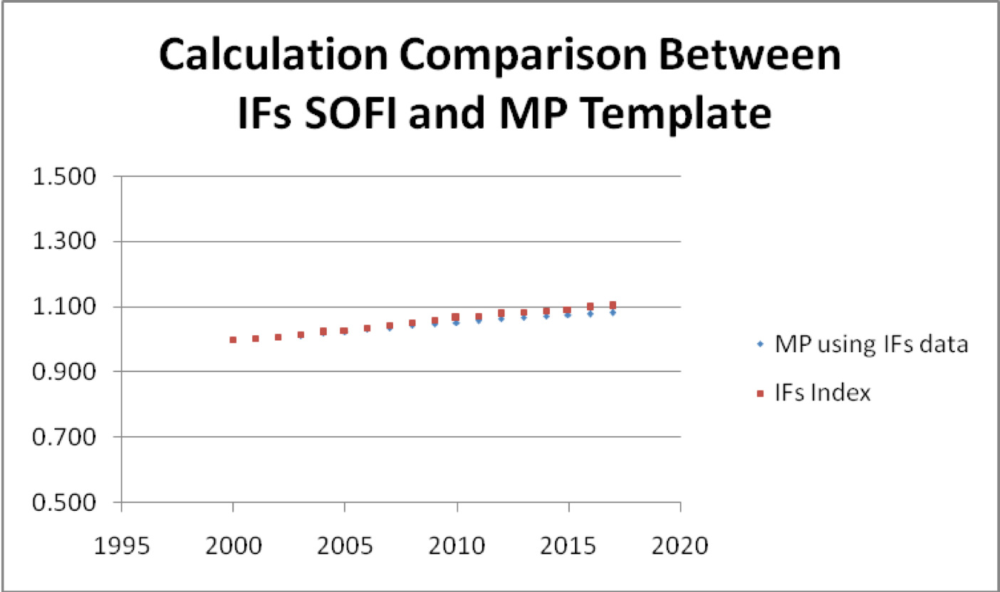 Calculation Comparison Between
IFs SOFI and MP Template
1.500
1.300
1.100
0.900
0.700
0.500
1995 2000 2005 2010 2015 2020
MP using IFs data
IFs Index